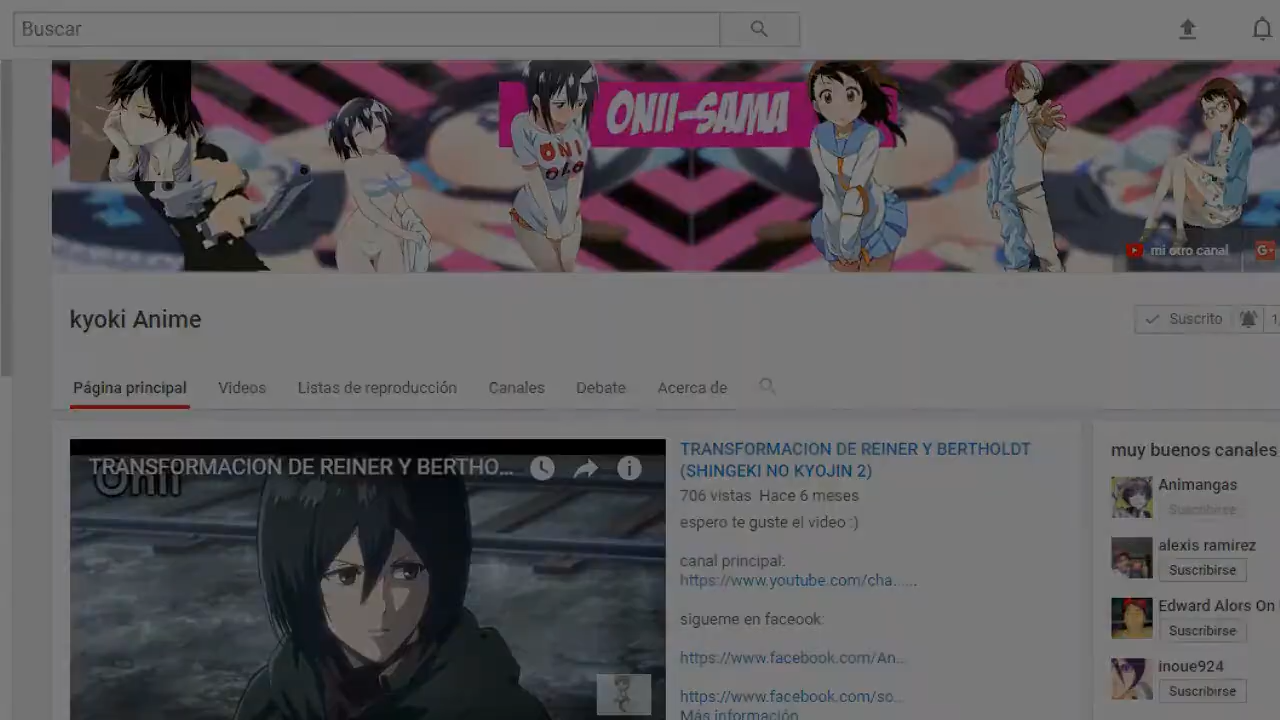 Buscar
ONII-SAMA
ONI
mi otro canal
G+
kyoki Anime
Suscrito
Página principal
Videos
Listas de reproducción
Canales
Debate
Acerca de
TRANSFORMACION DE REINER Y BERTHO...
Onii
TRANSFORMACION DE REINER Y BERTHOLDT
(SHINGEKI NO KYOJIN 2)
706 vistas Hace 6 meses
espero te guste el video :)
canal principal:
https://www.youtube.com/cha......
sigueme en faceook:
https://www.facebook.com/An...
https://www.facebook.com/so...
Más información
muy buenos canales
Animangas
Suscribirse
alexis ramirez
Suscribirse
Edward Alors On
Suscribirse
inoue924
Suscribirse